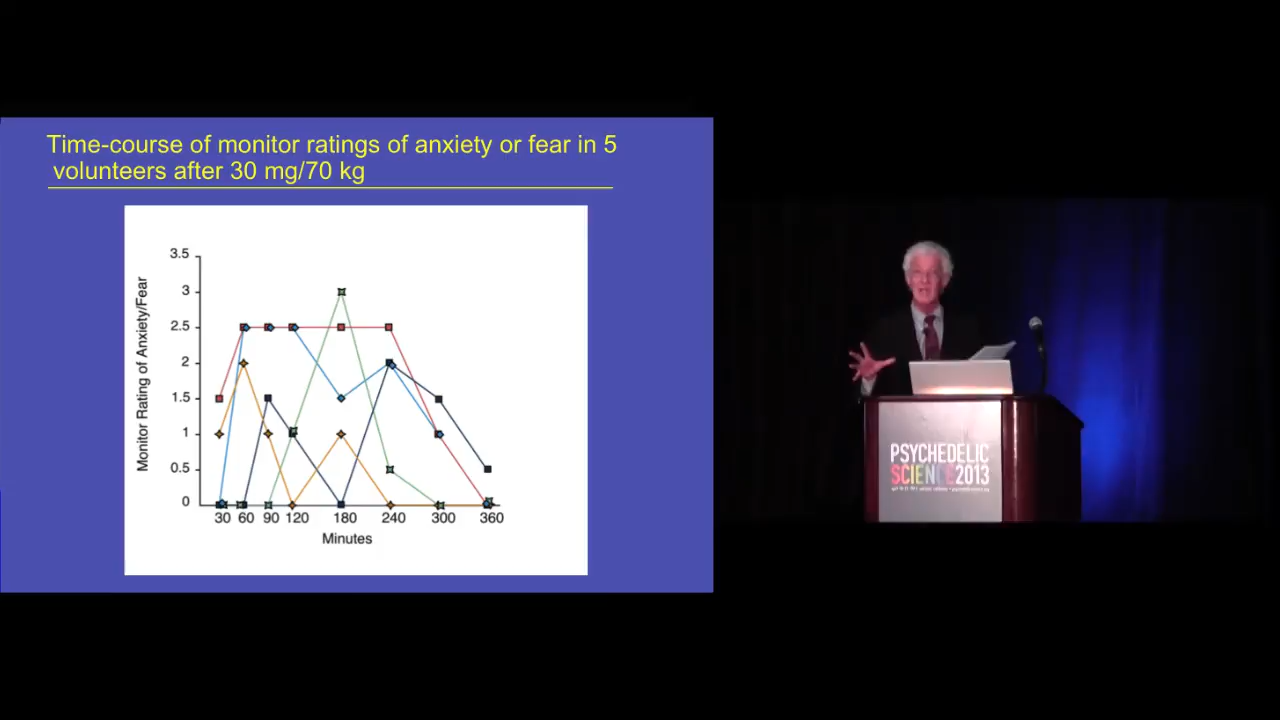 Time-course of monitor ratings of anxiety or fear in 5
volunteers after 30 mg/70 kg
Monitor Rating of Anxiety/Fear
3.5
3
2.5
2
1.5
1
0.5
0
30 60 90 120 180 240 300 360
Minutes
PSYCHEDELIC
SCIENCE2013